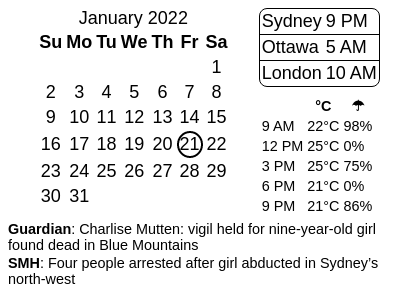 January 2022
Su Mo Tu We Th Fr Sa
1
2 3 4 5 6 7 8
9 10 11 12 13 14 15
16 17 18 19 20 21 22
23 24 25 26 27 28 29
30 31
Sydney 9 PM
Ottawa 5 AM
London 10 AM
°C ☂
9 AM 22°C 98%
12 PM 25°C 0%
3 PM 25°C 75%
6 PM 21°C 0%
9 PM 21°C 86%
Guardian: Charlise Mutten: vigil held for nine-year-old girl
found dead in Blue Mountains
SMH: Four people arrested after girl abducted in Sydney’s
north-west